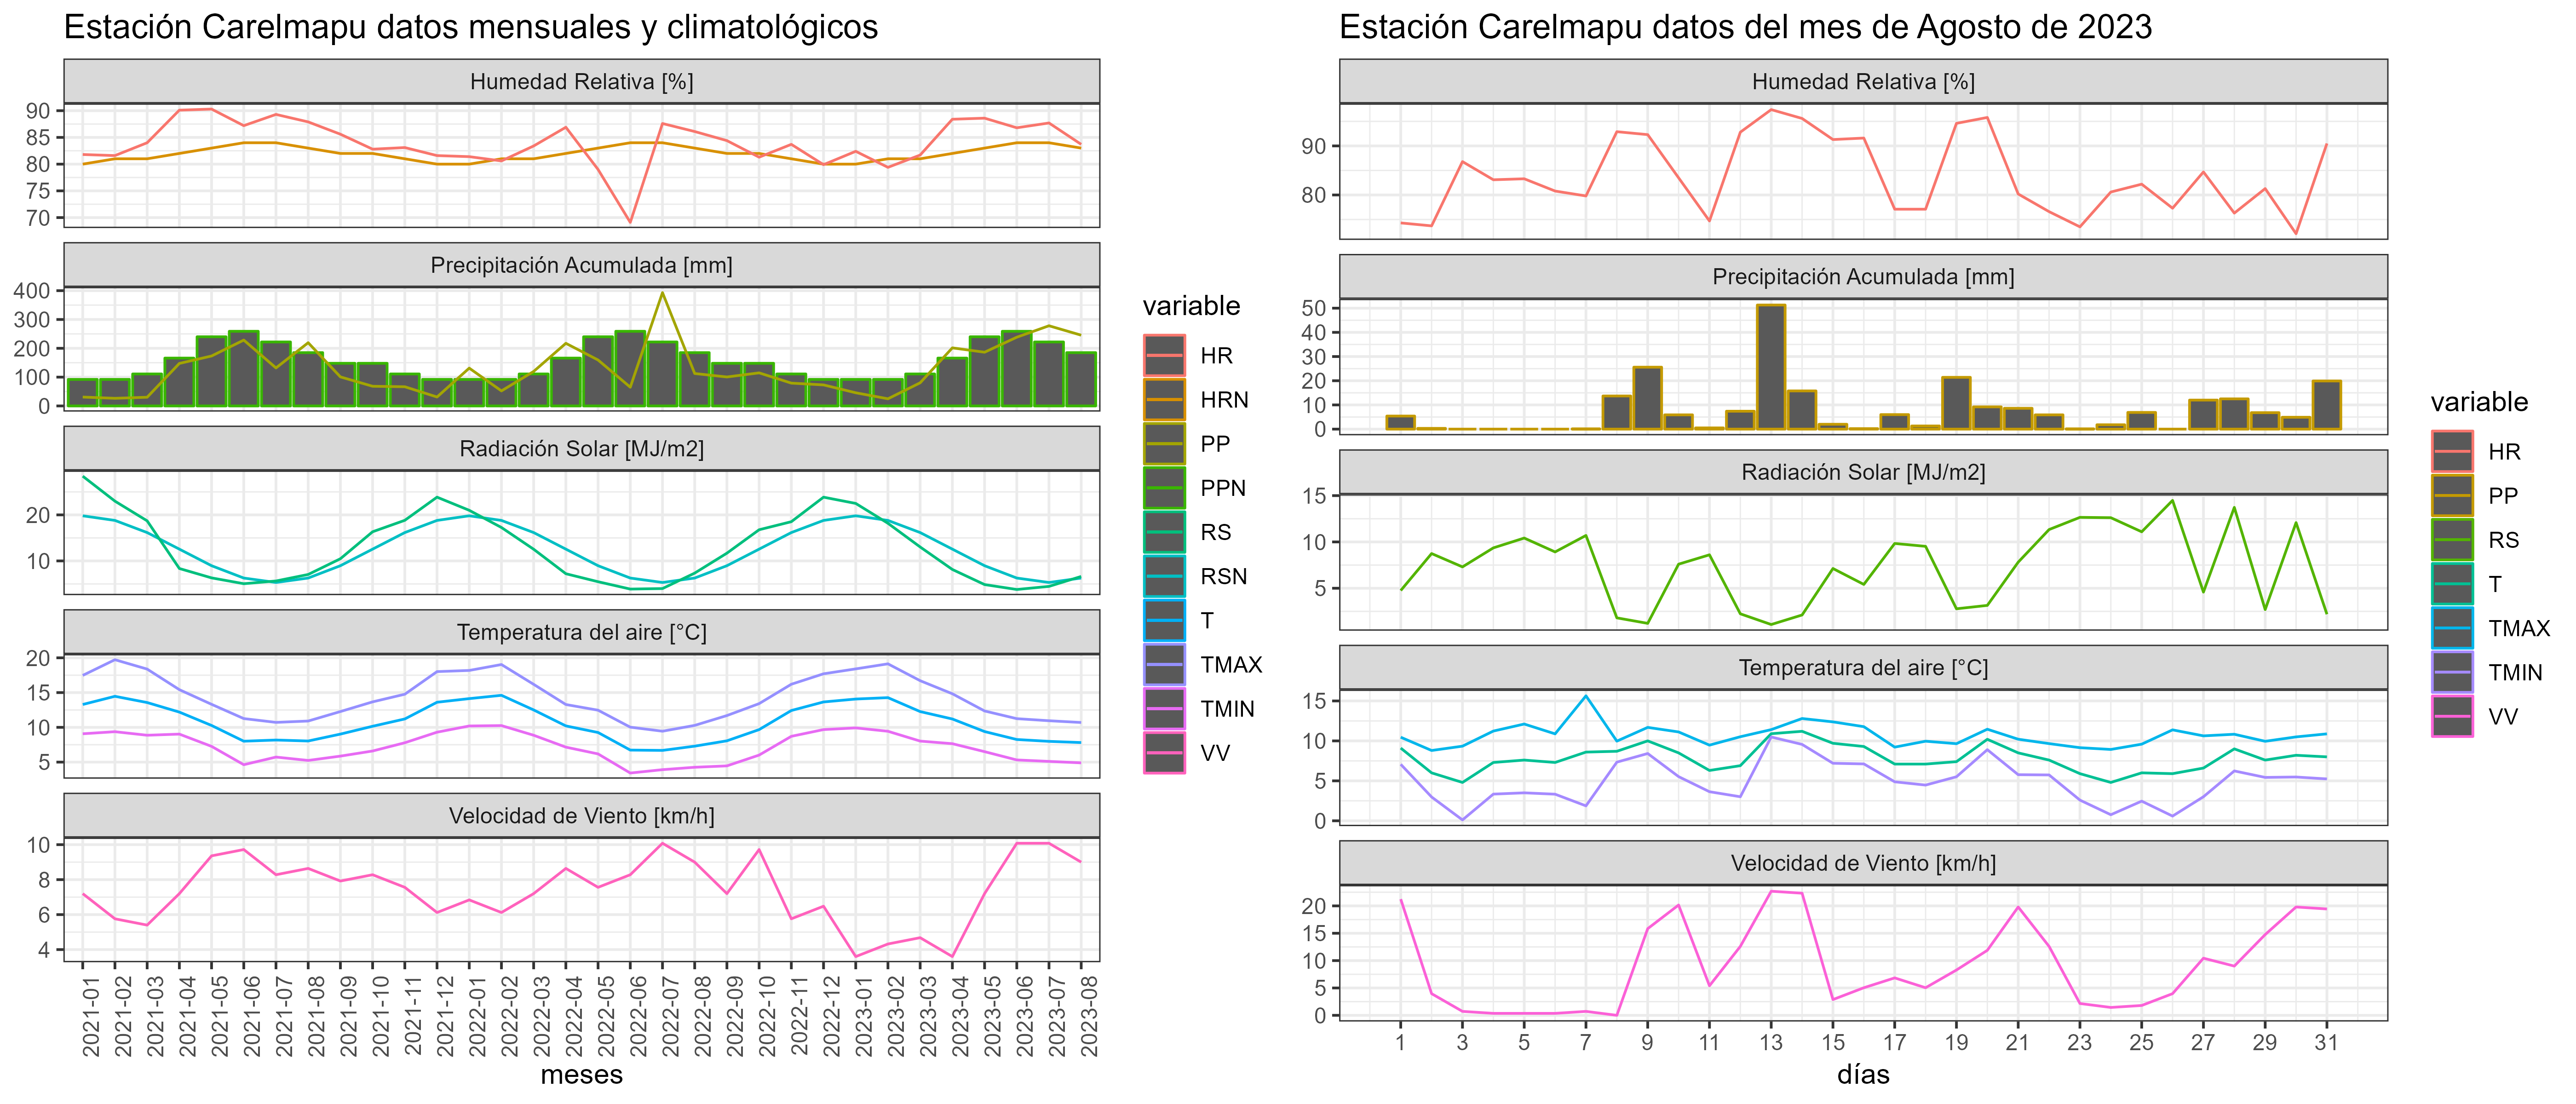 Estación Carelmapu datos mensuales y climatológicos
Humedad Relativa [%]
90
85
80
75
70
Precipitación Acumulada [mm]
400
300
200
100
0
Radiación Solar [MJ/m2]
20
10
Temperatura del aire [°C]
20
15
10
5
Velocidad de Viento [km/h]
10
8
6
4
2021-01
2021-02
2021-03
2021-04
2021-05
2021-06
2021-07
2021-08
2021-09
2021-10
2021-11
2021-12
2022-01
2022-02
2022-03
2022-04
2022-05
2022-06
2022-07
2022-08
2022-09
2022-10
2022-11
2022-12
2023-01
2023-02
2023-03
2023-04
2023-05
2023-06
2023-07
2023-08
meses
variable
HR
HRN
PP
PPN
RS
RSN
T
TMAX
TMIN
VV
Estación Carelmapu datos del mes de Agosto de 2023
Humedad Relativa [%]
90
80
Precipitación Acumulada [mm]
50
40
30
20
10
0
Radiación Solar [MJ/m2]
15
10
5
Temperatura del aire [°C]
15
10
5
0
Velocidad de Viento [km/h]
20
15
10
5
0
1 3 5 7 9 11 13 15 17 19 21 23 25 27 29 31
días
variable
HR
PP
RS
T
TMAX
TMIN
VV